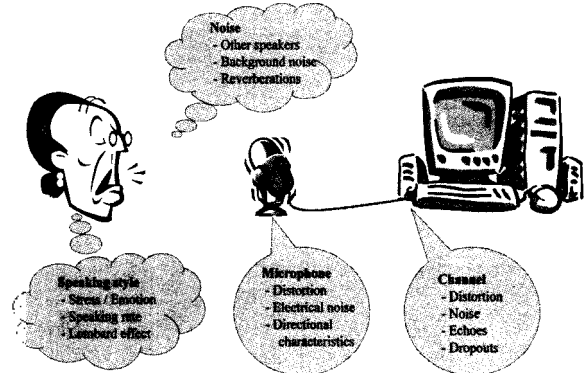 Noise
- Other speakers
- Background noise
- Reverberations
Speaking style
- Stress / Emotion
- Speaking rate
- Lombard effect
Microphone
- Distortion
- Electrical noise
- Directional
characteristics
Channel
- Distortion
- Noise
- Echoes
- Dropouts